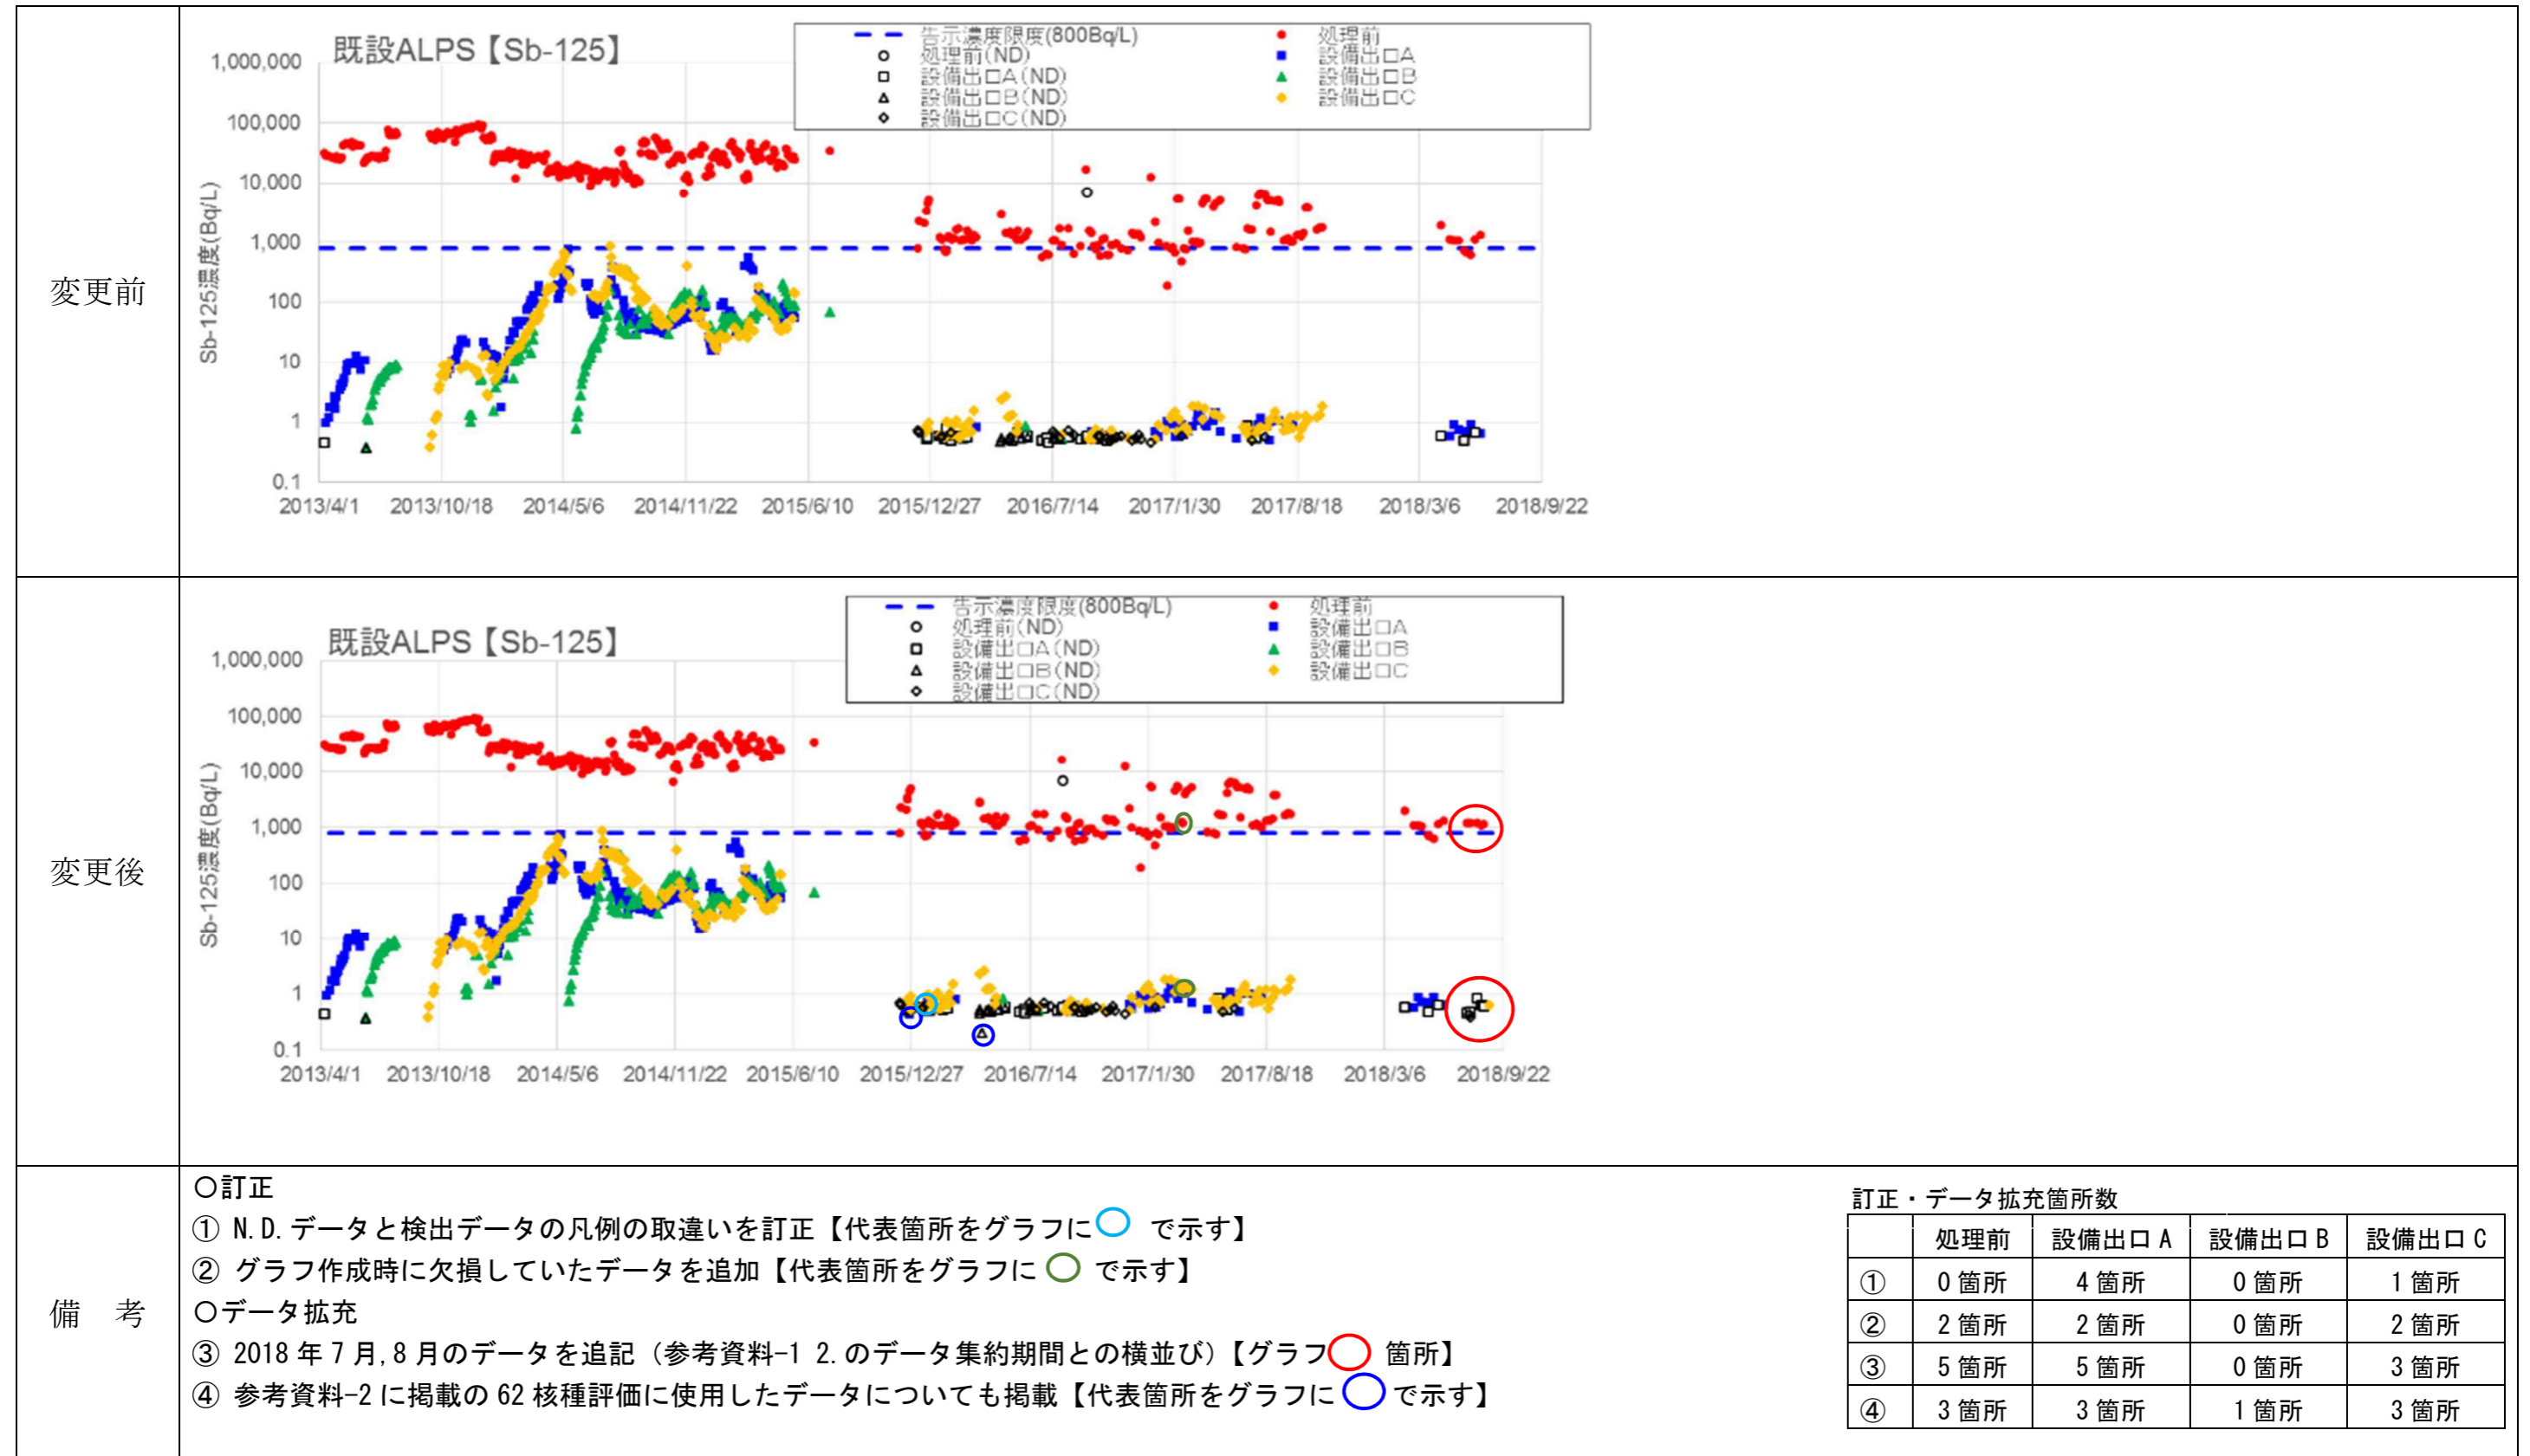 変更前
既設ALPS【Sb-125】
告示濃度限度(800Bq/L)
処理前
処理前(ND)
設備出口A
設備出口A(ND)
設備出口B
設備出口B(ND)
設備出口C
設備出口C(ND)
Sb-125濃度(Bq/L)
1,000,000
100,000
10,000
1,000
100
10
1
0.1
2013/4/1 2013/10/18 2014/5/6 2014/11/22 2015/6/10 2015/12/27 2016/7/14 2017/1/30 2017/8/18 2018/3/6 2018/9/22
変更後
既設ALPS【Sb-125】
告示濃度限度(800Bq/L)
処理前
処理前(ND)
設備出口A
設備出口A(ND)
設備出口B
設備出口B(ND)
設備出口C
設備出口C(ND)
Sb-125濃度(Bq/L)
1,000,000
100,000
10,000
1,000
100
10
1
0.1
2013/4/1 2013/10/18 2014/5/6 2014/11/22 2015/6/10 2015/12/27 2016/7/14 2017/1/30 2017/8/18 2018/3/6 2018/9/22
備 考
〇訂正
① N.D.データと検出データの凡例の取違いを訂正【代表箇所をグラフに で示す】
② グラフ作成時に欠損していたデータを追加【代表箇所をグラフに で示す】
〇データ拡充
③ 2018年7月,8月のデータを追記（参考資料-1 2.のデータ集約期間との横並び）【グラフ 箇所】
④ 参考資料-2に掲載の62核種評価に使用したデータについても掲載【代表箇所をグラフに で示す】
訂正・データ拡充箇所数
処理前 設備出口A 設備出口B 設備出口C
① 0箇所 4箇所 0箇所 1箇所
② 2箇所 2箇所 0箇所 2箇所
③ 5箇所 5箇所 0箇所 3箇所
④ 3箇所 3箇所 1箇所 3箇所